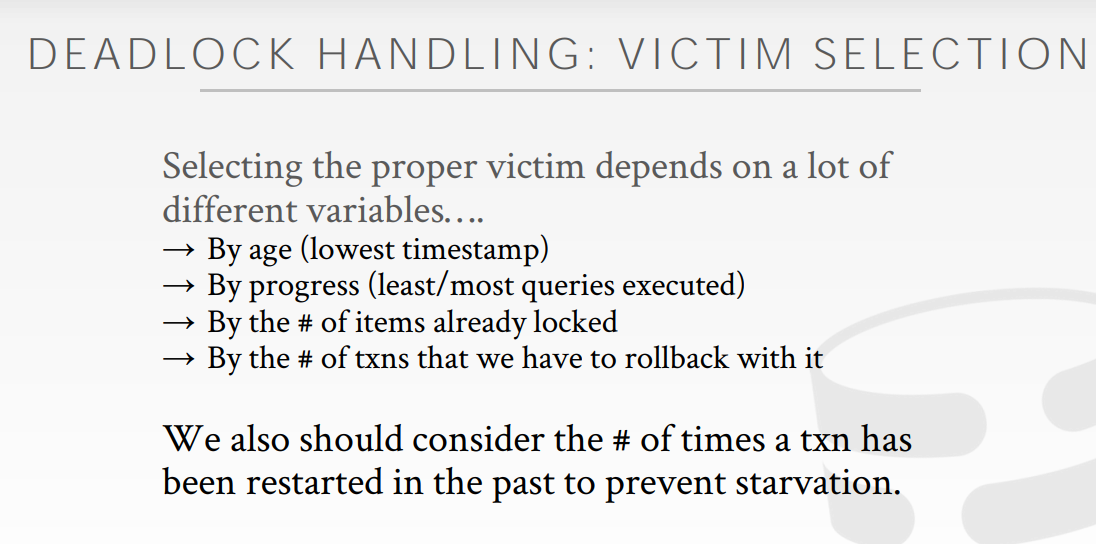 DEADLOCK HANDLING: VICTIM SELECTION
Selecting the proper victim depends on a lot of
different variables….
→ By age (lowest timestamp)
→ By progress (least/most queries executed)
→ By the # of items already locked
→ By the # of txns that we have to rollback with it
We also should consider the # of times a txn has
been restarted in the past to prevent starvation.